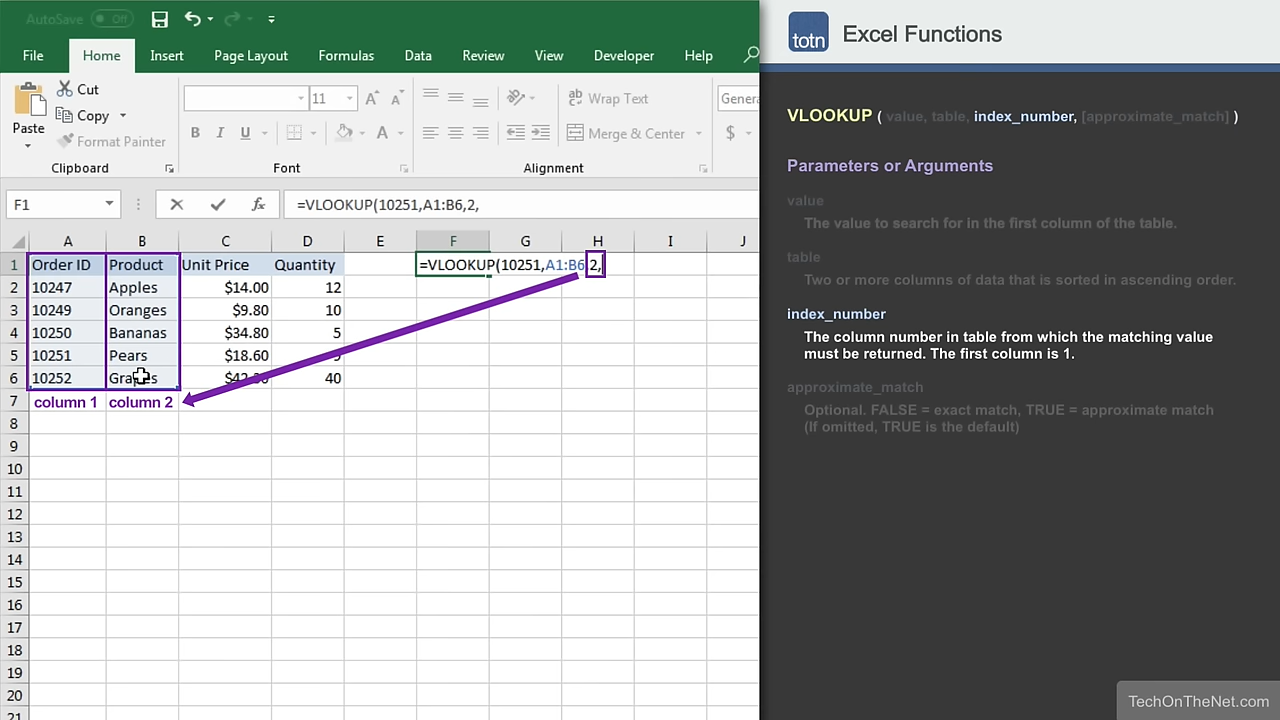 AutoSave Off
File Home Insert Page Layout Formulas Data Review View Developer Help
Paste
Cut
Copy
Format Painter
Clipboard
11 A A
B I U A
Font
ab Wrap Text
Merge & Center
Alignment
$
F1 fx =VLOOKUP(10251,A1:B6,2,
A B C D E F G H I J
1 Order ID Product Unit Price Quantity =VLOOKUP(10251,A1:B6 2,
2 10247 Apples $14.00 12
3 10249 Oranges $9.80 10
4 10250 Bananas $34.80 5
5 10251 Pears $18.60
6 10252 Grapes 40
7 column 1 column 2
8
9
10
11
12
13
14
15
16
17
18
19
20
21
totn Excel Functions
VLOOKUP ( value, table, index_number, [approximate_match] )
Parameters or Arguments
value
The value to search for in the first column of the table.
table
Two or more columns of data that is sorted in ascending order.
index_number
The column number in table from which the matching value
must be returned. The first column is 1.
approximate_match
Optional. FALSE = exact match, TRUE = approximate match
(If omitted, TRUE is the default)
TechOnTheNet.com